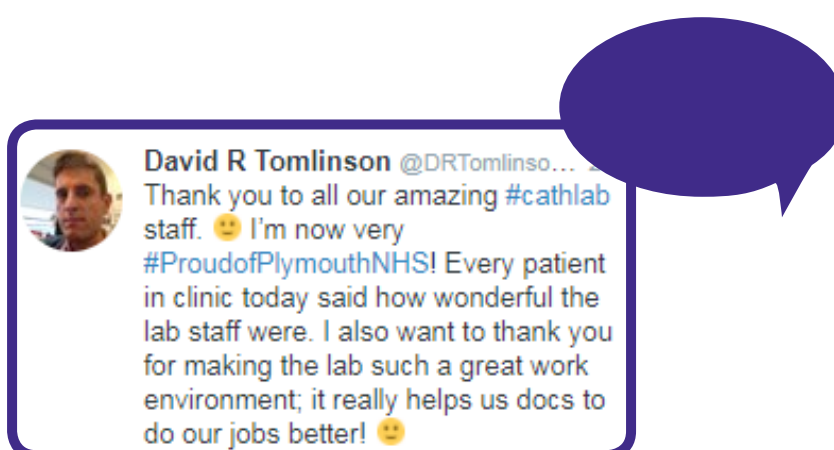 David R Tomlinson @DRTomlinso...
Thank you to all our amazing #cathlab
staff. 🙂 I'm now very
#ProudofPlymouthNHS! Every patient
in clinic today said how wonderful the
lab staff were. I also want to thank you
for making the lab such a great work
environment; it really helps us docs to
do our jobs better! 🙂